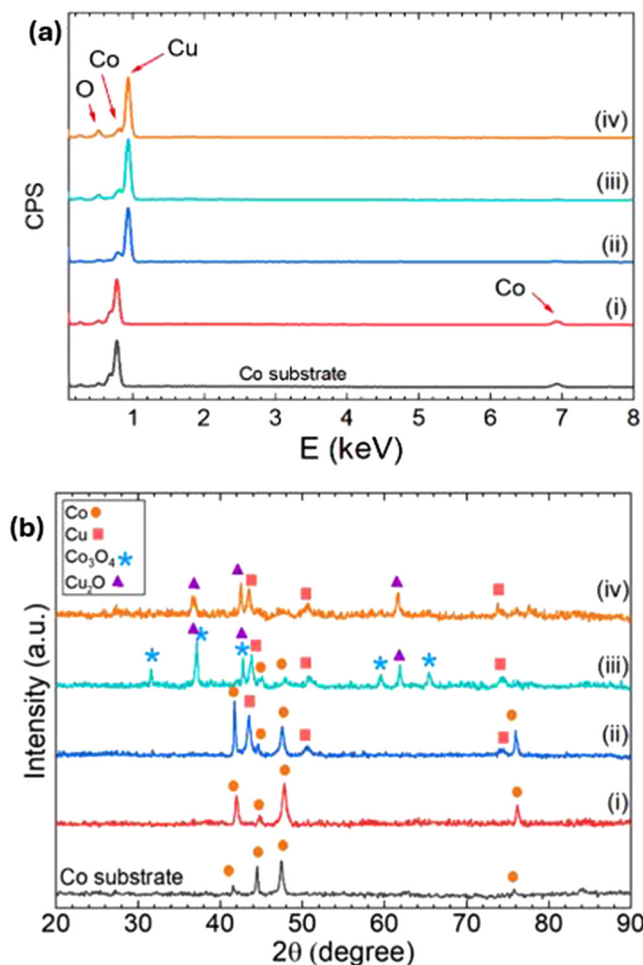 (a)
Co
Cu
O
(iv)
(iii)
(ii)
Co
(i)
Co substrate
CPS
1 2 3 4 5 6 7 8
E (keV)
(b)
Co
Cu
Co₃O₄
Cu₂O
(iv)
(iii)
(ii)
(i)
Co substrate
Intensity (a.u.)
20 30 40 50 60 70 80 90
2θ (degree)